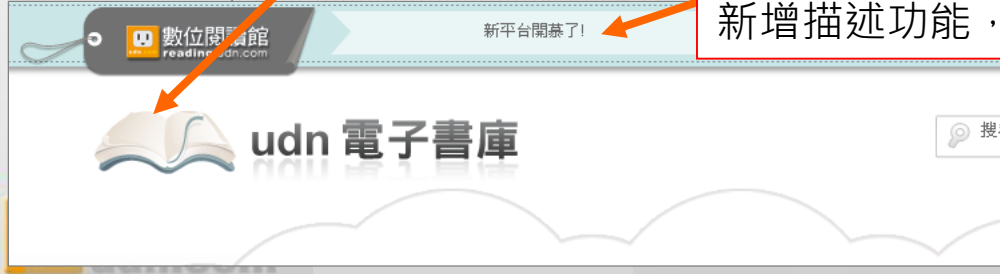 新增描述功能，
新平台開幕了!
udn 數位閱讀館
reading.udn.com
udn 電子書庫
搜